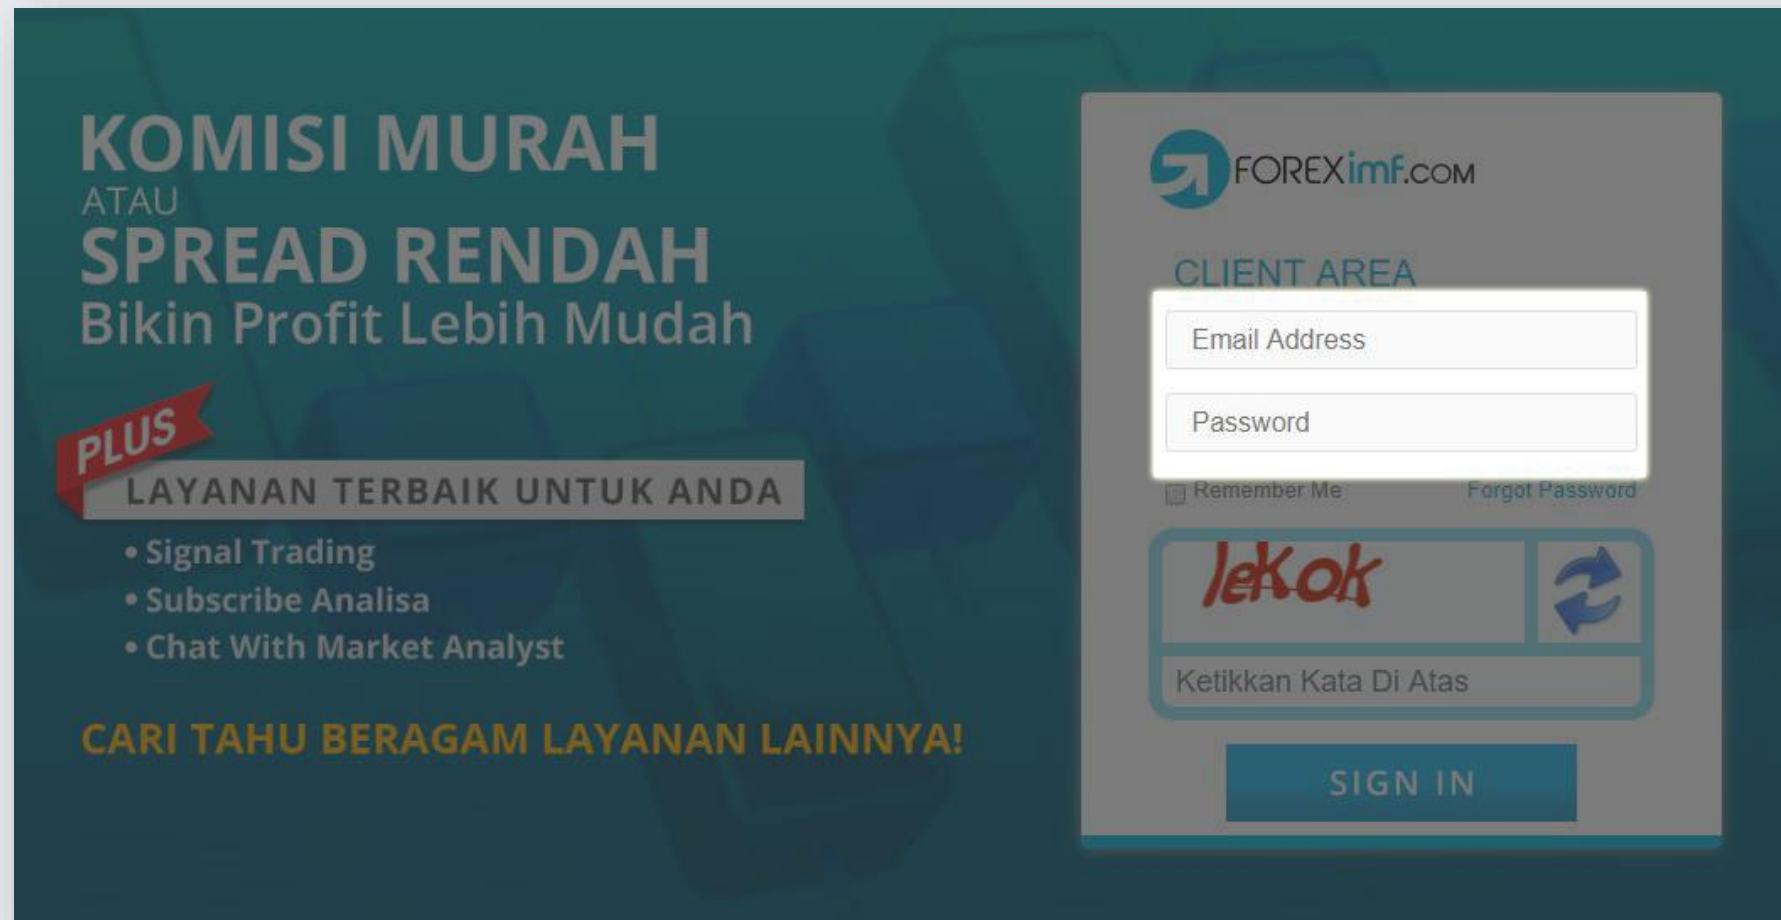 KOMISI MURAH
ATAU
SPREAD RENDAH
Bikin Profit Lebih Mudah
PLUS
LAYANAN TERBAIK UNTUK ANDA
• Signal Trading
• Subscribe Analisa
• Chat With Market Analyst
CARI TAHU BERAGAM LAYANAN LAINNYA!
FOREXimf.COM
CLIENT AREA
Email Address
Password
Remember Me Forgot Password
lekok
Ketikkan Kata Di Atas
SIGN IN